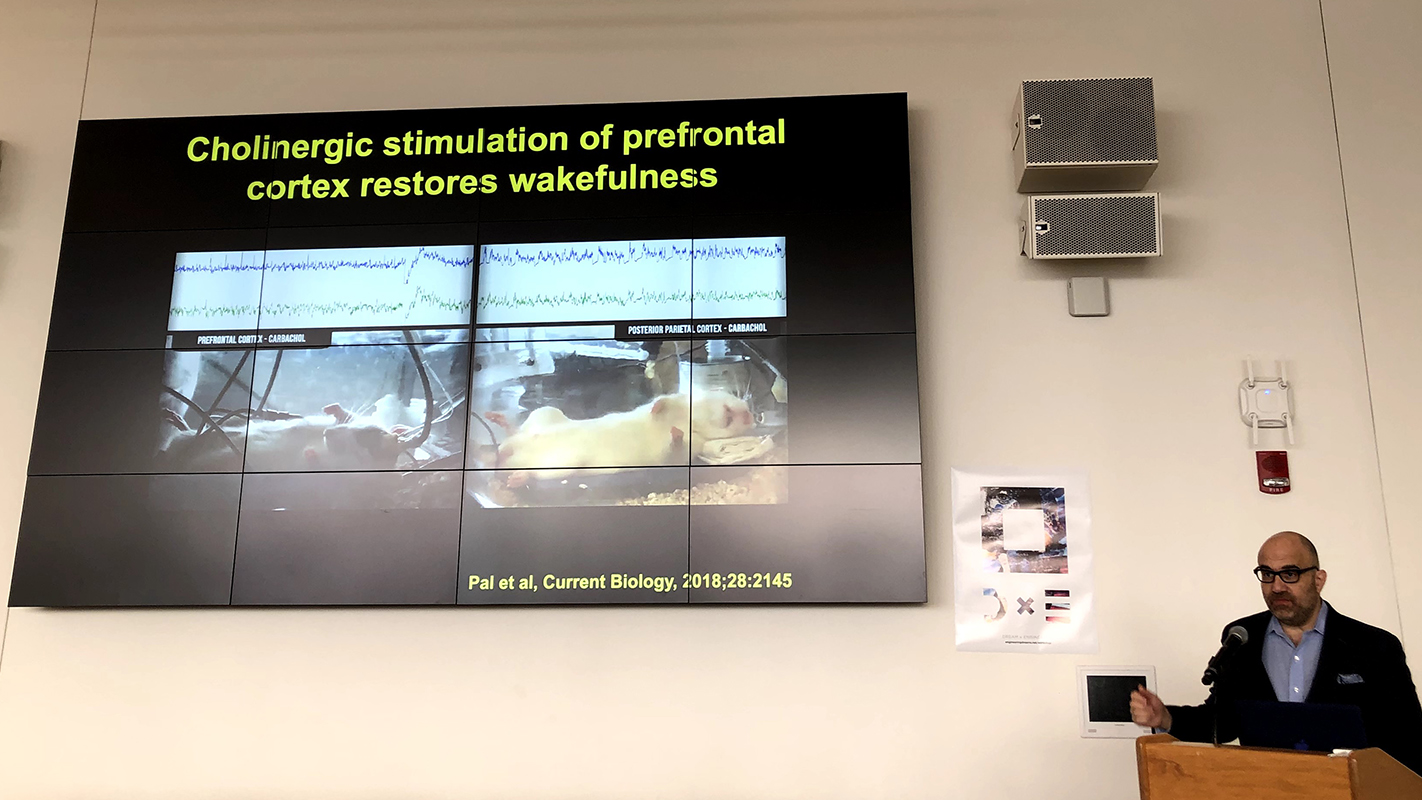 Cholinergic stimulation of prefrontal
cortex restores wakefulness
PREFRONTAL CORTEX - CARBACHOL
POSTERIOR PARIETAL CORTEX - CARBACHOL
Pal et al, Current Biology, 2018;28:2145
FIRE